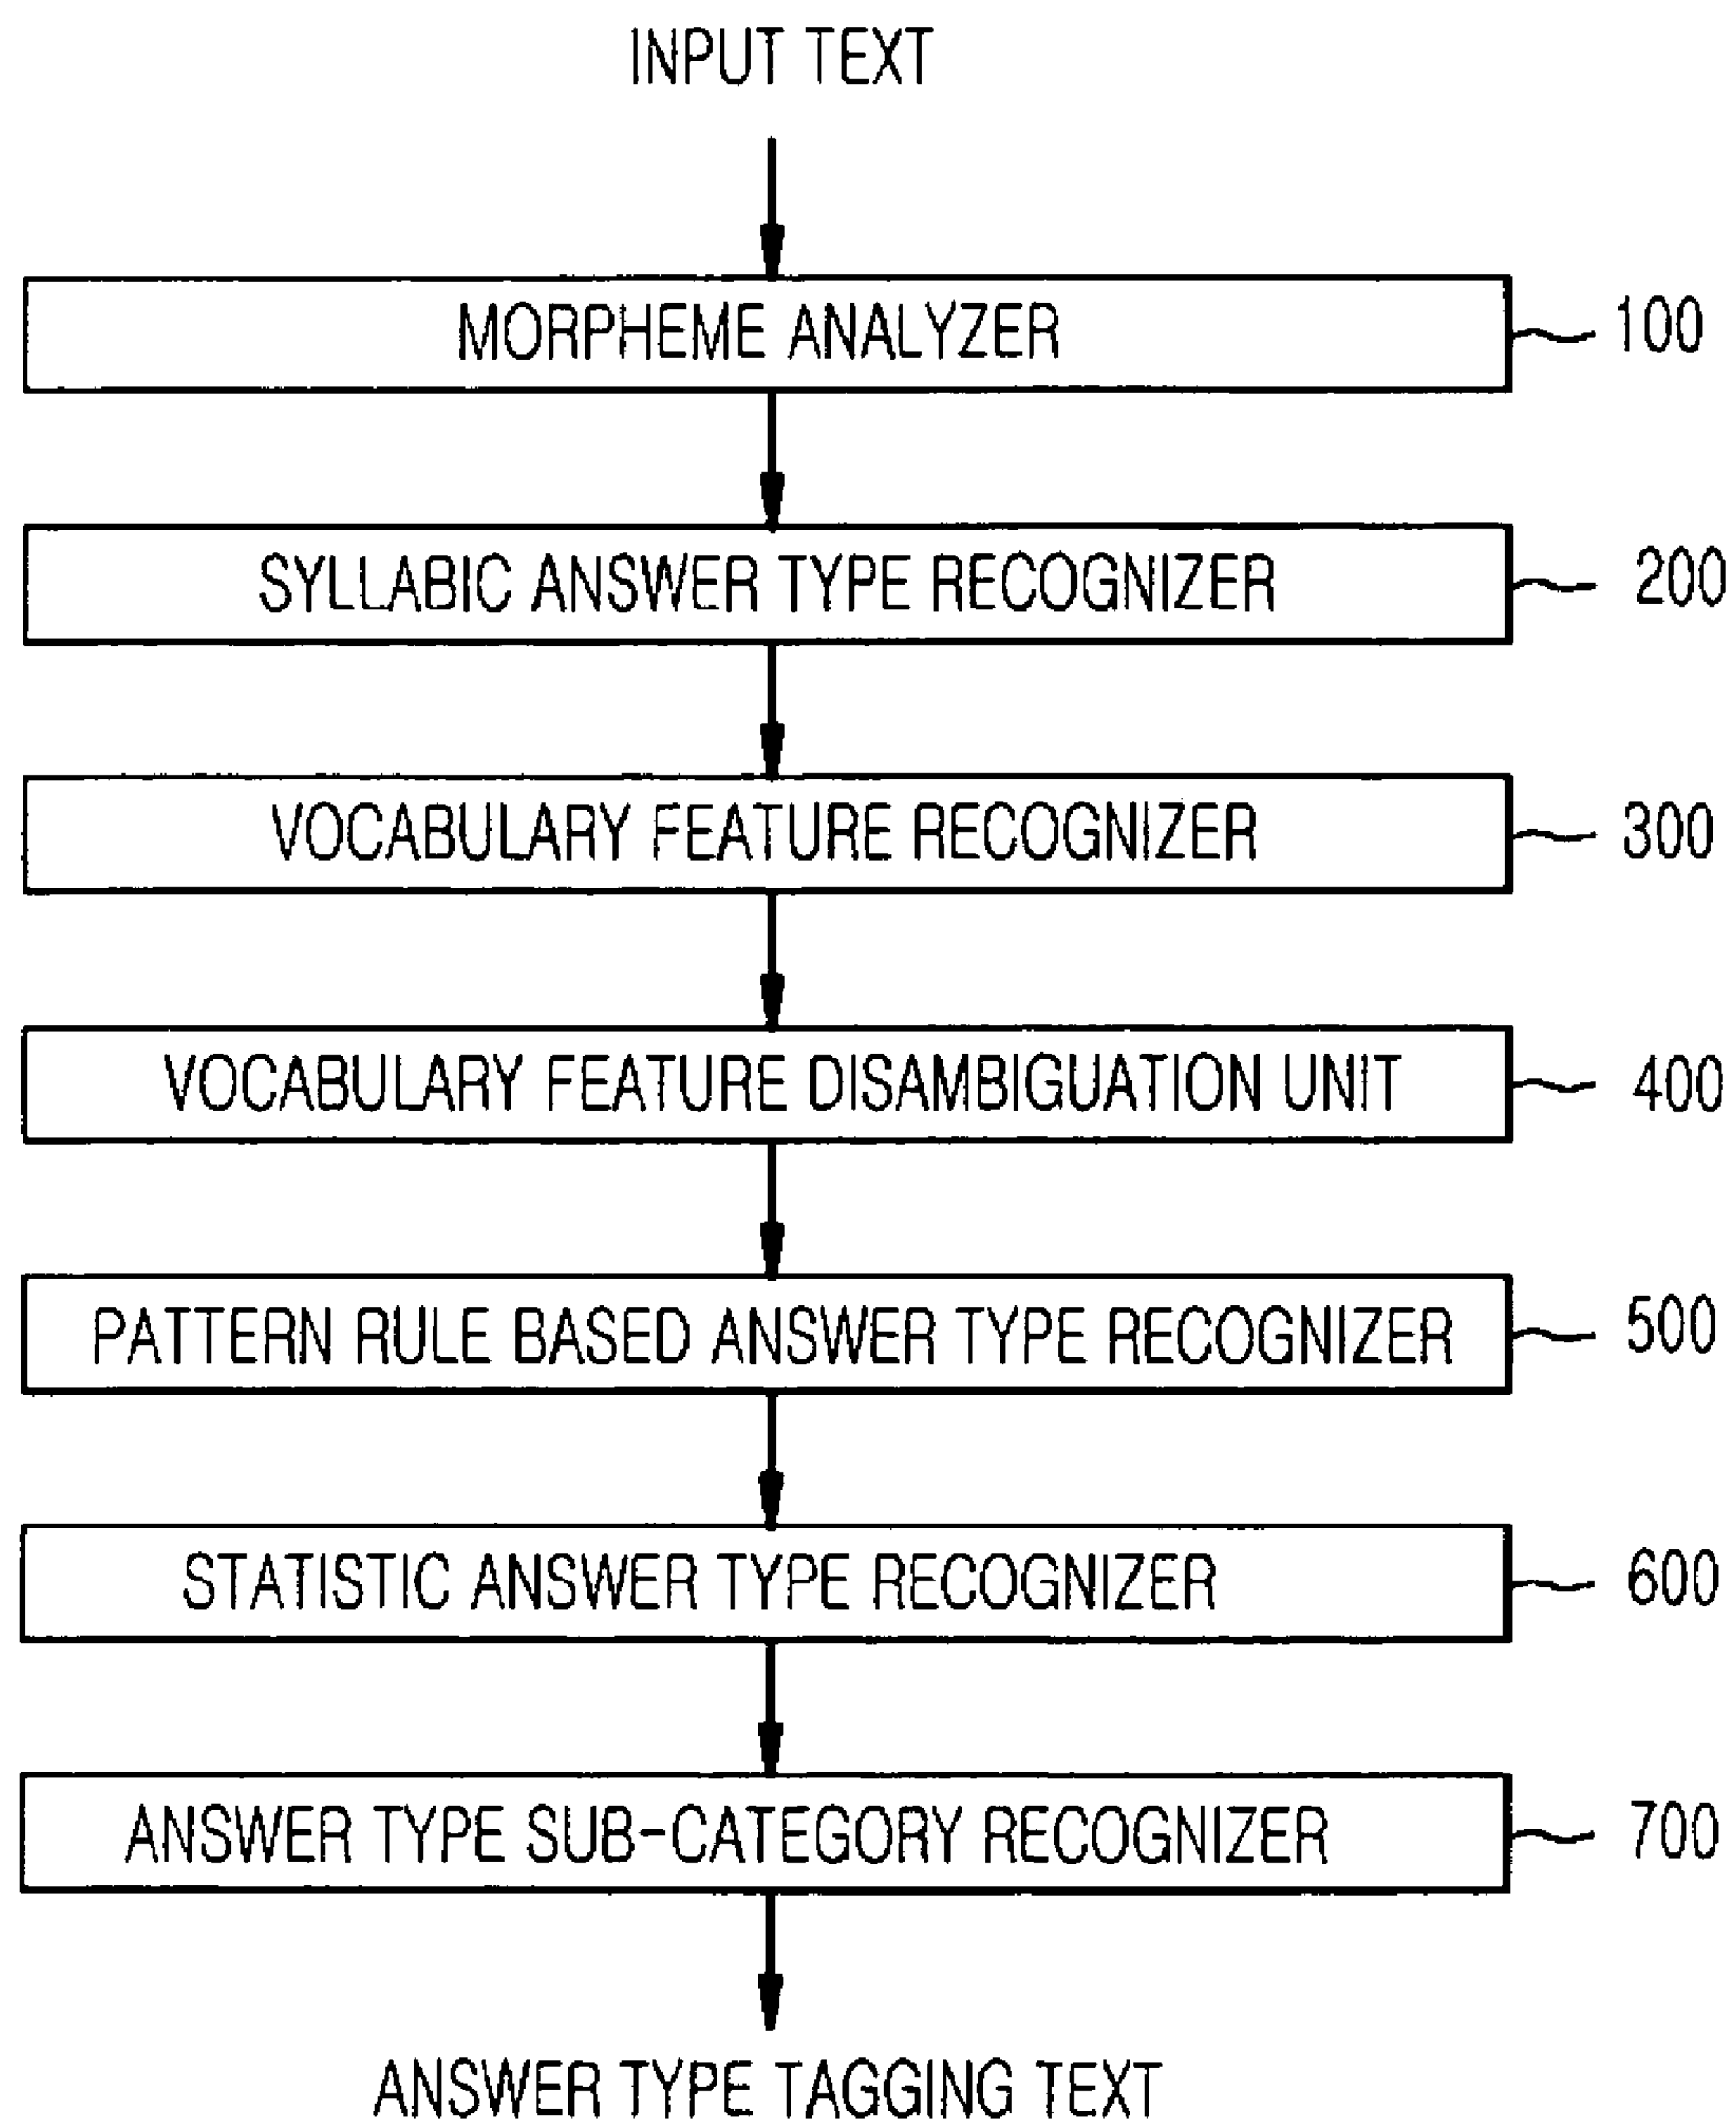 INPUT TEXT
MORPHEME ANALYZER 100
SYLLABIC ANSWER TYPE RECOGNIZER 200
VOCABULARY FEATURE RECOGNIZER 300
VOCABULARY FEATURE DISAMBIGUATION UNIT 400
PATTERN RULE BASED ANSWER TYPE RECOGNIZER 500
STATISTIC ANSWER TYPE RECOGNIZER 600
ANSWER TYPE SUB-CATEGORY RECOGNIZER 700
ANSWER TYPE TAGGING TEXT